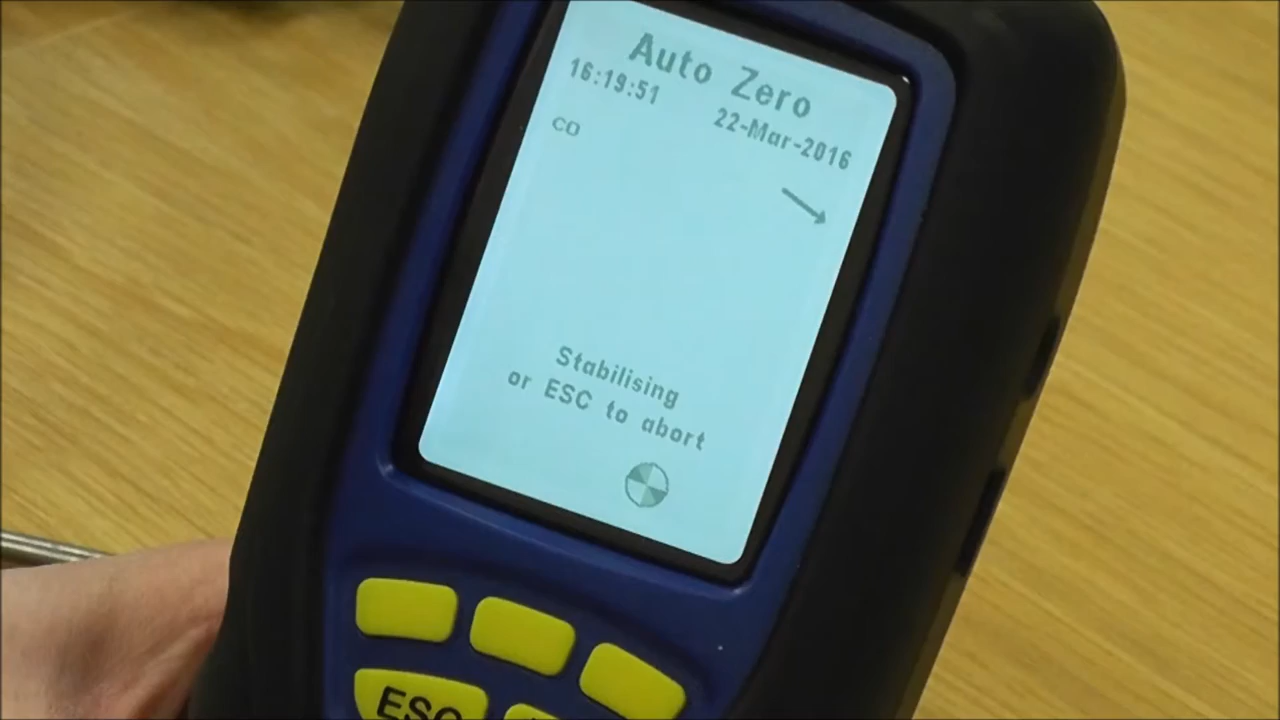 Auto Zero
16:19:51
22-Mar-2016
CO
Stabilising
or ESC to abort
ESC